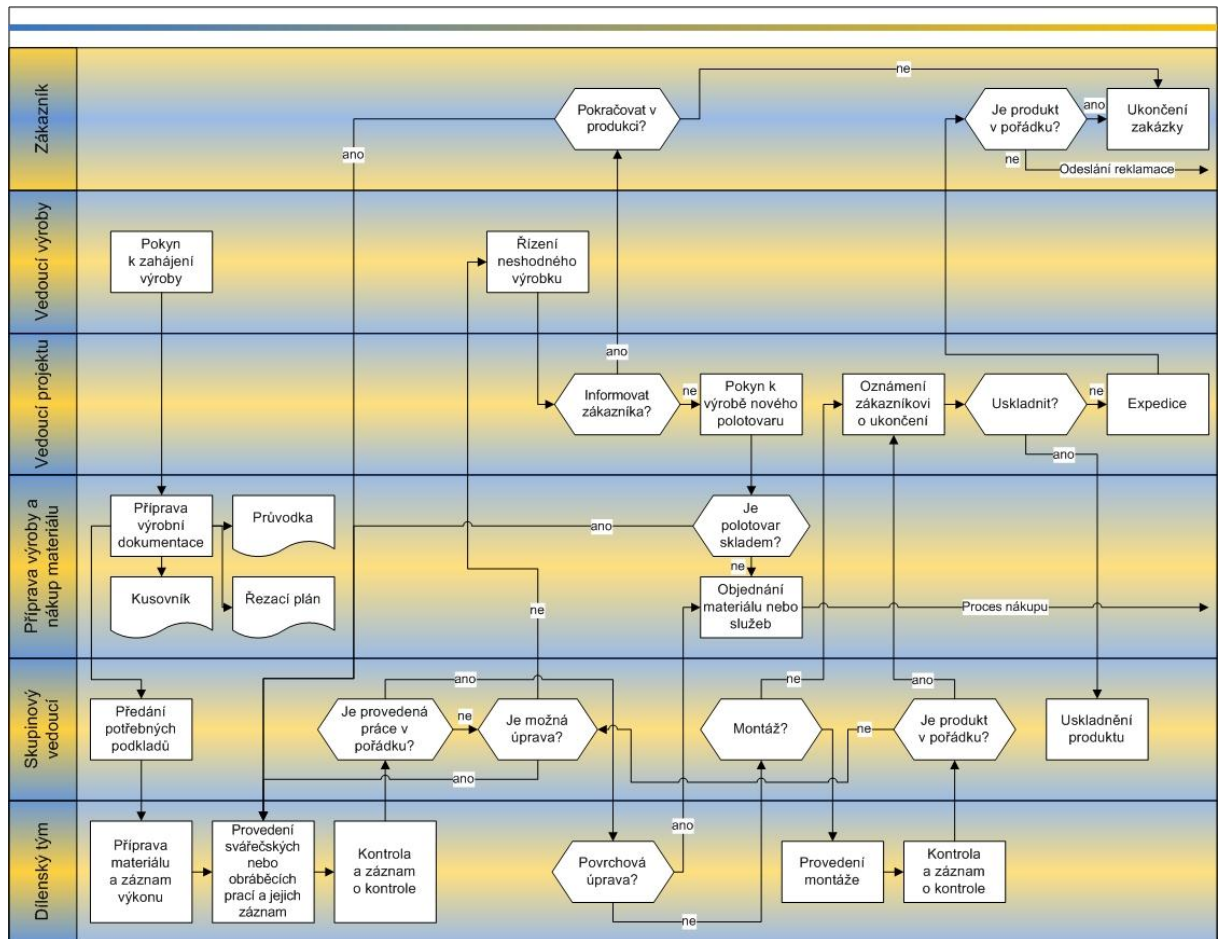 Zákazník
Pokračovat v
produkci?
ne
ano
Je produkt
v pořádku?
ano
Ukončení
zakázky
ne
Odeslání reklamace
Vedoucí výroby
Pokyn
k zahájení
výroby
Řízení
neshodného
výrobku
Vedoucí projektu
ano
Informovat
zákazníka?
ne
Pokyn k
výrobě nového
polotovaru
Oznámení
zákazníkovi
o ukončení
Uskladnit?
ne
Expedice
ano
Příprava výroby a
nákup materiálu
Příprava
výrobní
dokumentace
Průvodka
Kusovník
Řezací plán
ano
Je
polotovar
skladem?
ne
Objednání
materiálu nebo
služeb
Proces nákupu
ne
Skupinový
vedoucí
Předání
potřebných
podkladů
Je provedená
práce v
pořádku?
ano
ne
Je možná
úprava?
ano
ne
Montáž?
ne
Je produkt
v pořádku?
ano
Uskladnění
produktu
Dílenský tým
Příprava
materiálu
a záznam
výkonu
Provedení
svářečských
nebo
obráběcích
prací a jejich
záznam
Kontrola
a záznam
o kontrole
Povrchová
úprava?
ano
ne
Provedení
montáže
Kontrola
a záznam
o kontrole